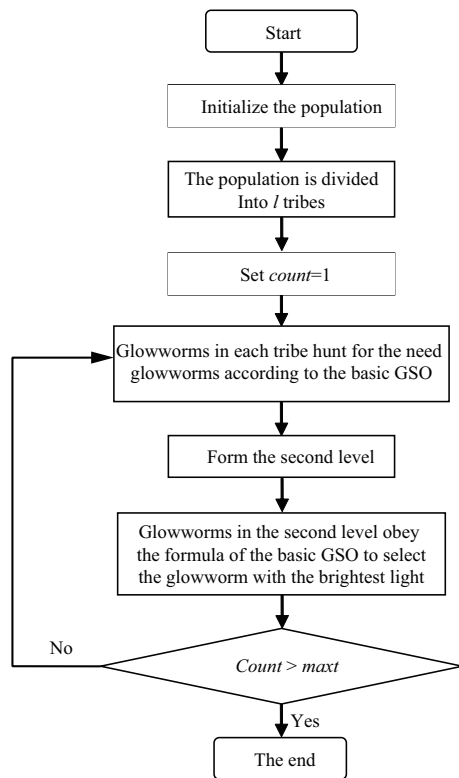 Start
Initialize the population
The population is divided
Into l tribes
Set count=1
Glowworms in each tribe hunt for the need
glowworms according to the basic GSO
Form the second level
Glowworms in the second level obey
the formula of the basic GSO to select
the glowworm with the brightest light
No
Count > maxt
Yes
The end